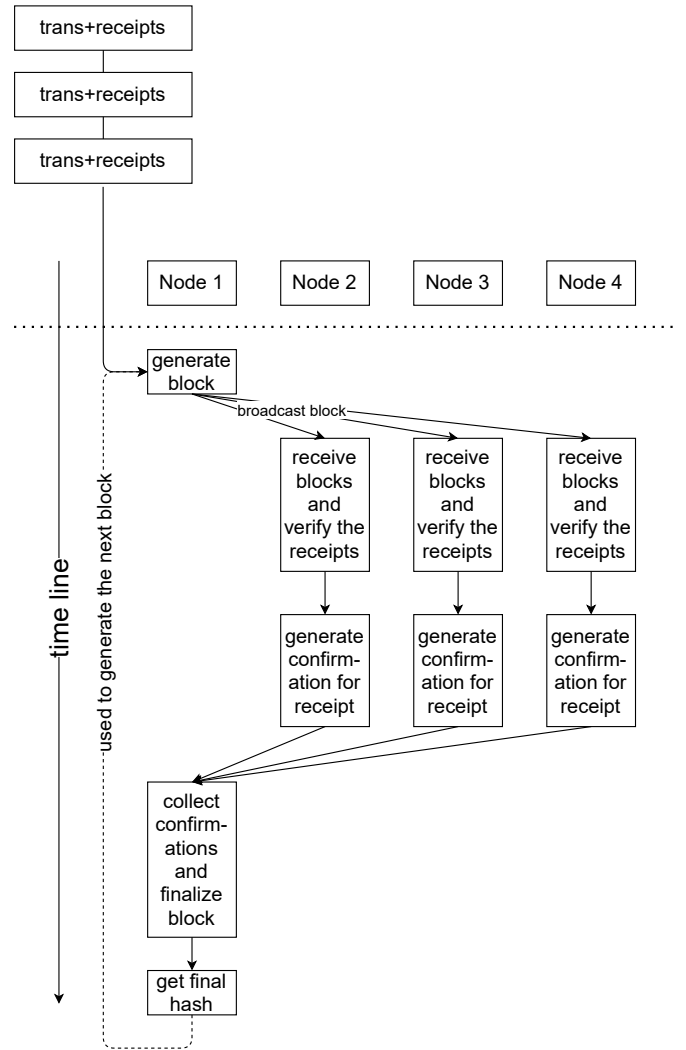 trans+receipts
trans+receipts
trans+receipts
Node 1
Node 2
Node 3
Node 4
generate
block
broadcast block
receive
blocks
and
verify the
receipts
receive
blocks
and
verify the
receipts
receive
blocks
and
verify the
receipts
time line
used to generate the next block
generate
confirm-
ation for
receipt
generate
confirm-
ation for
receipt
generate
confirm-
ation for
receipt
collect
confirm-
ations
and
finalize
block
get final
hash